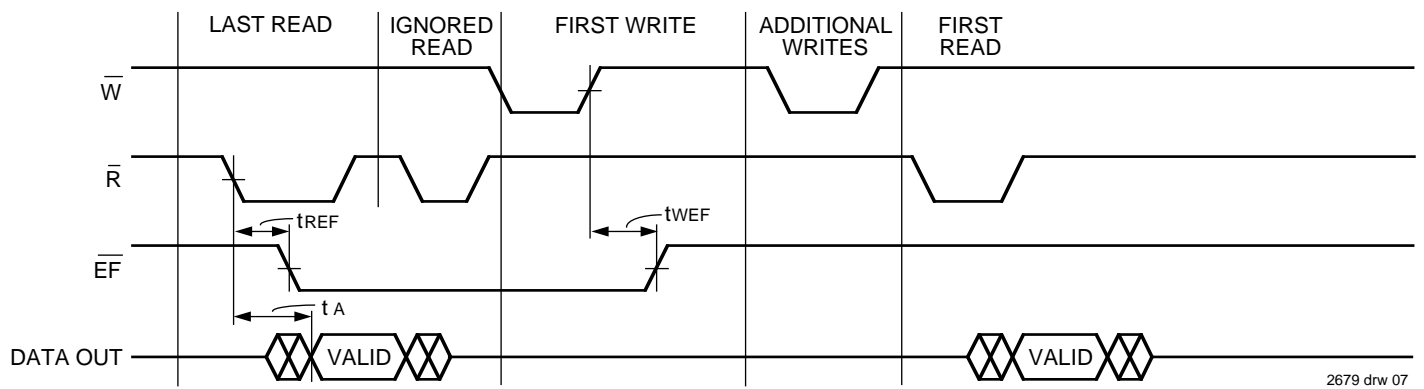 LAST READ
IGNORED
READ
FIRST WRITE
ADDITIONAL
WRITES
FIRST
READ
W
R
tREF
tWEF
EF
tA
DATA OUT
VALID
VALID
2679 drw 07